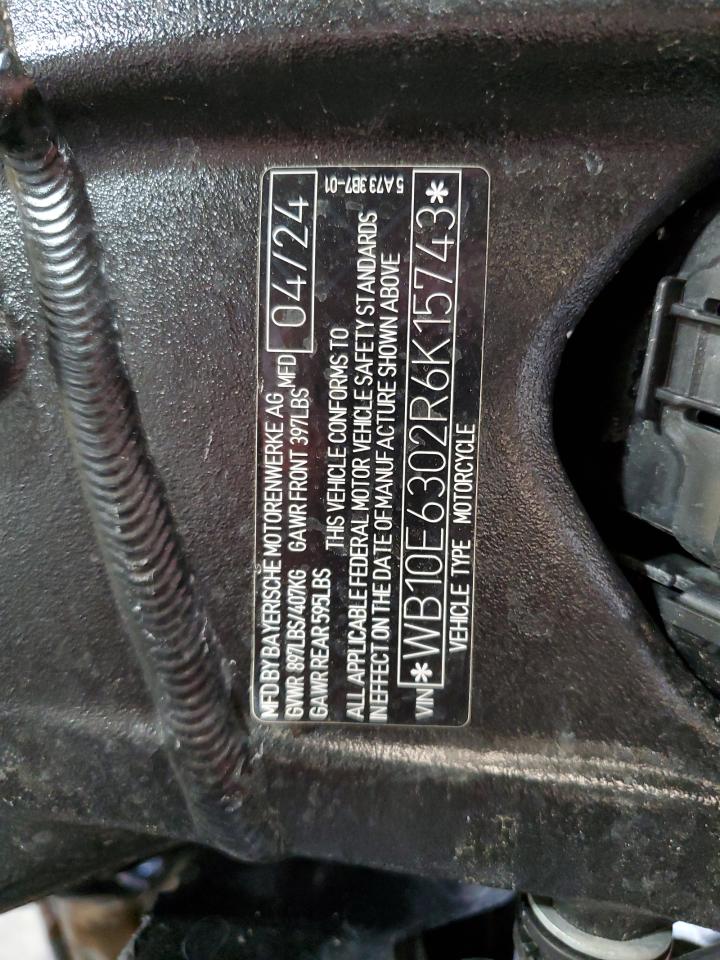 MFD BY BAYERISCHE MOTORENWERKE AG
GVWR 897LBS/407KG GAWR FRONT 397LBS MFD 04/24
GAWR REAR 595LBS
THIS VEHICLE CONFORMS TO
ALL APPLICABLE FEDERAL MOTOR VEHICLE SAFETY STANDARDS
IN EFFECT ON THE DATE OF MANUFACTURE SHOWN ABOVE
5 A73 3B7-01
VIN *WB10E6302R6K15743*
VEHICLE TYPE MOTORCYCLE